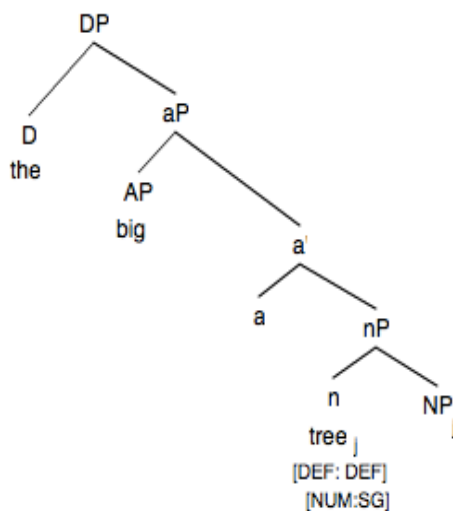 DP
D
aP
the
AP
big
a'
a
nP
n
NP j
tree j
[DEF: DEF]
[NUM:SG]